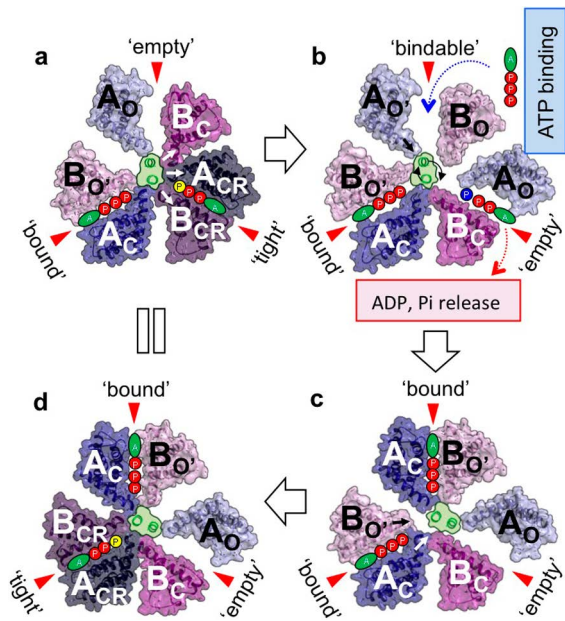 a
'empty'
A_O
B_C
B_O'
A_CR
P
P
P
P
P
P
A
A
A_C
B_CR
'bound'
'tight'
b
'bindable'
ATP binding
A
P
P
P
A_O'
B_O
B_O'
A_O
P
P
P
P
P
P
A
A
A_C
B_C
'bound'
'empty'
ADP, Pi release
d
'bound'
A_C
B_O'
A
P
P
P
B_CR
A_O
P
P
P
A
A_CR
B_C
'tight'
'empty'
c
'bound'
A_C
B_O'
A
P
P
P
B_O'
A_O
P
P
P
A
A_C
B_C
'bound'
'empty'